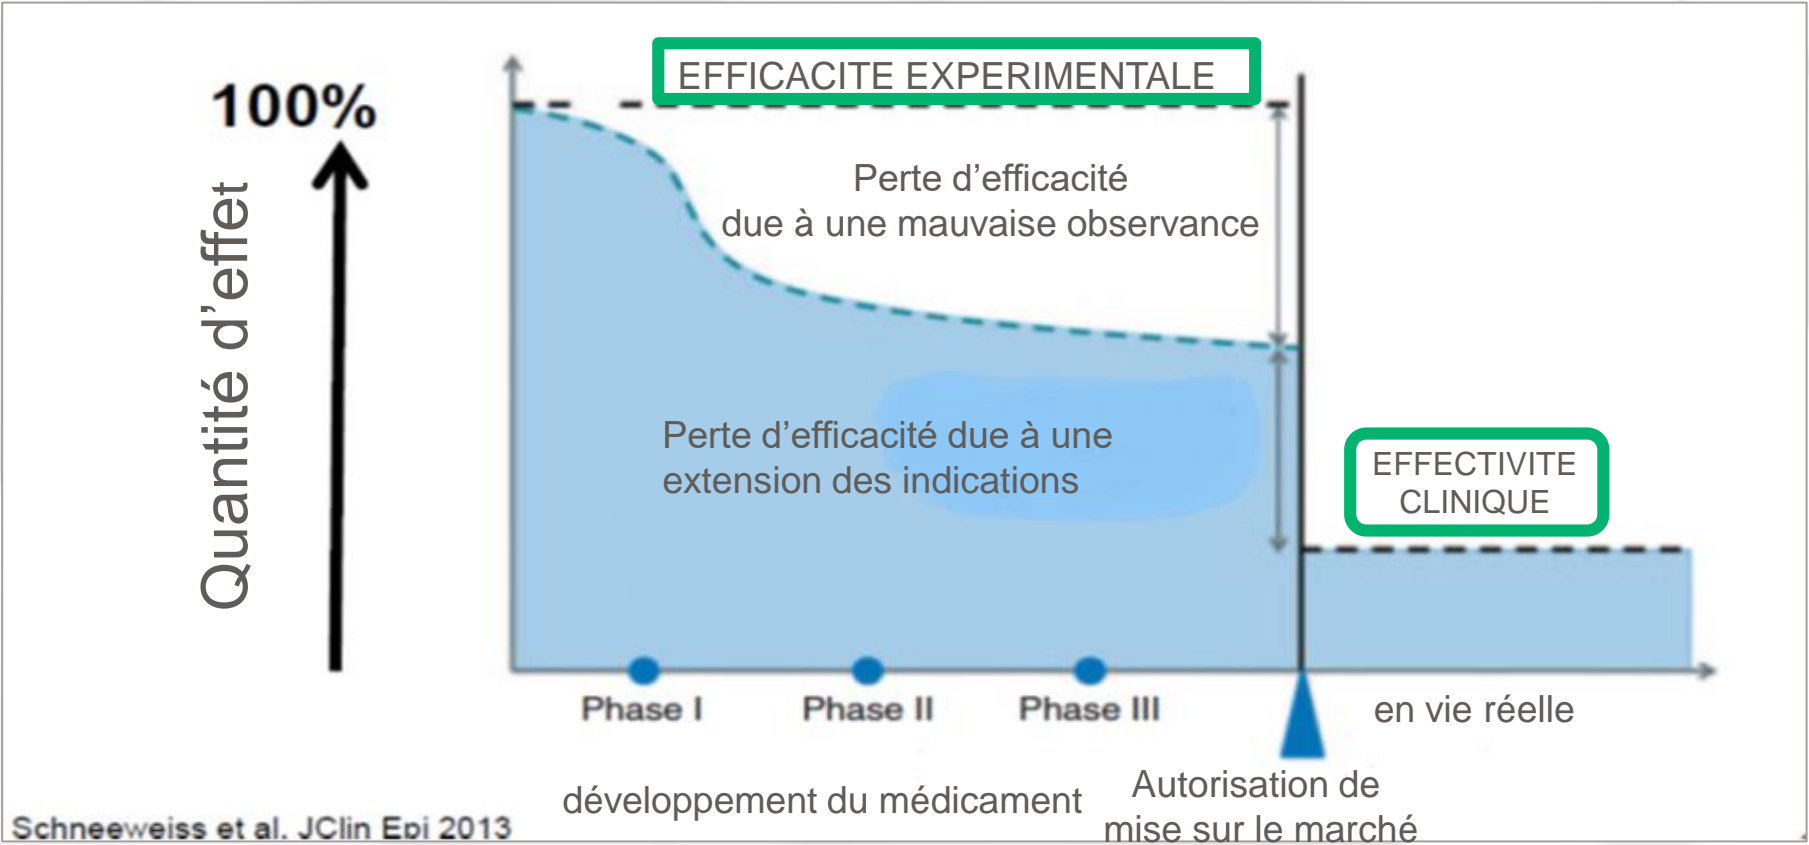 EFFICACITE EXPERIMENTALE
100%
Quantité d'effet
Perte d'efficacité
due à une mauvaise observance
Perte d'efficacité due à une
extension des indications
EFFECTIVITE
CLINIQUE
Phase I
Phase II
Phase III
en vie réelle
développement du médicament
Autorisation de
mise sur le marché
Schneeweiss et al. JClin Epi 2013